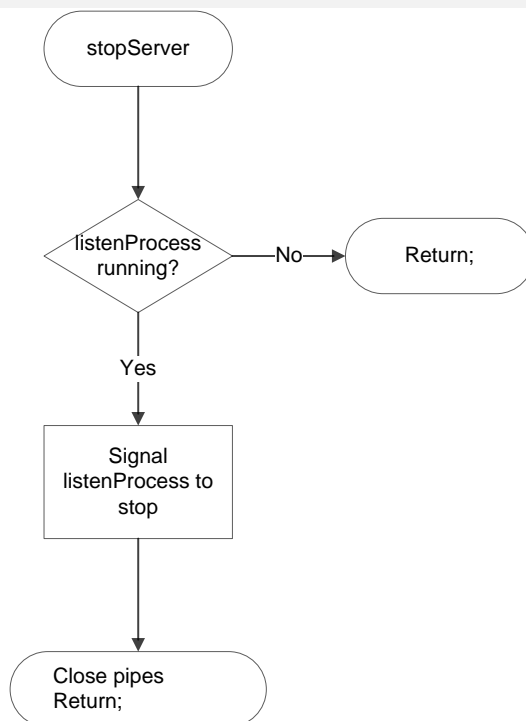 stopServer
listenProcess
running?
No
Return;
Yes
Signal
listenProcess to
stop
Close pipes
Return;